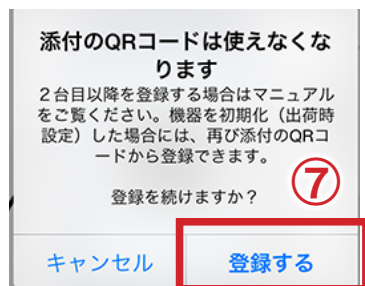 添付のQRコードは使えなくな
ります
2台目以降を登録する場合はマニュアル
をご覧ください。機器を初期化（出荷時
設定）した場合には、再び添付のQRコ
ードから登録できます。
登録を続けますか？
⑦
キャンセル
登録する